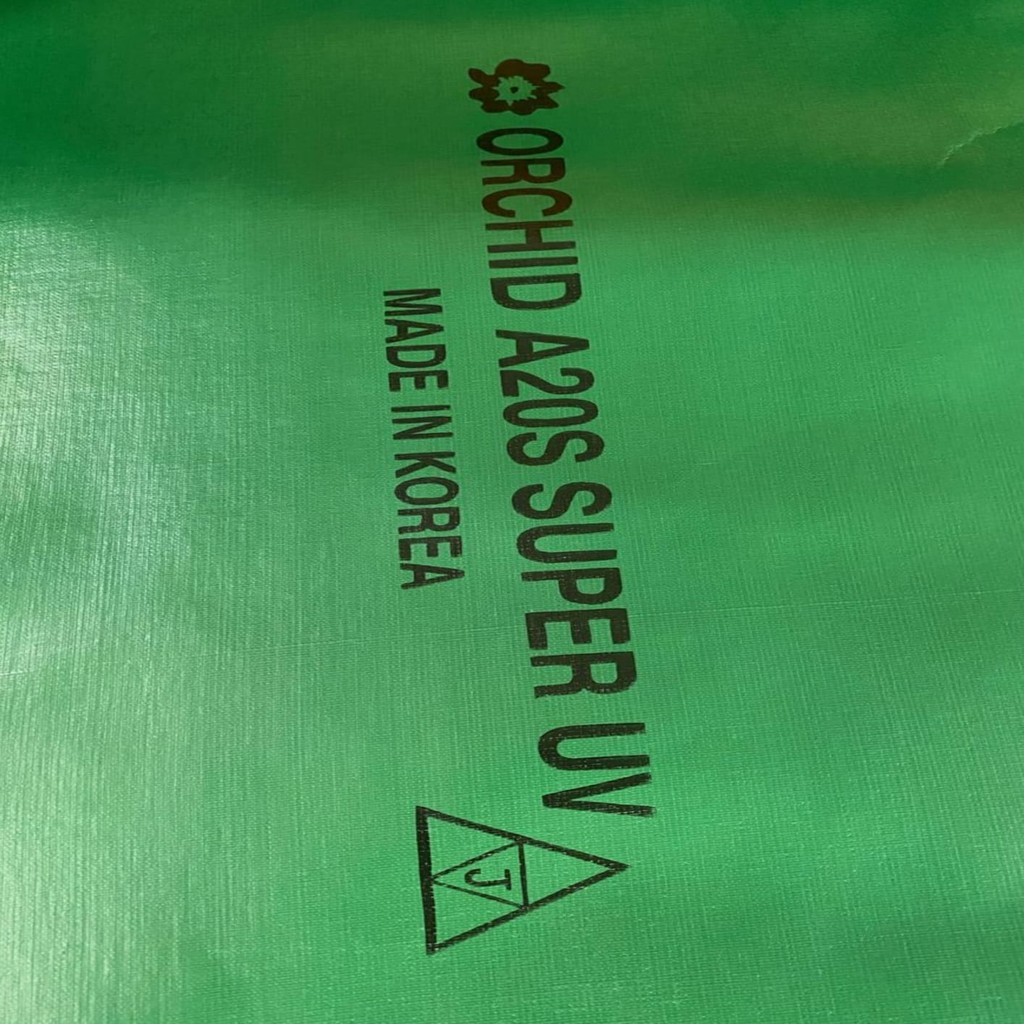 ORCHID A20S SUPER UV
J
MADE IN KOREA